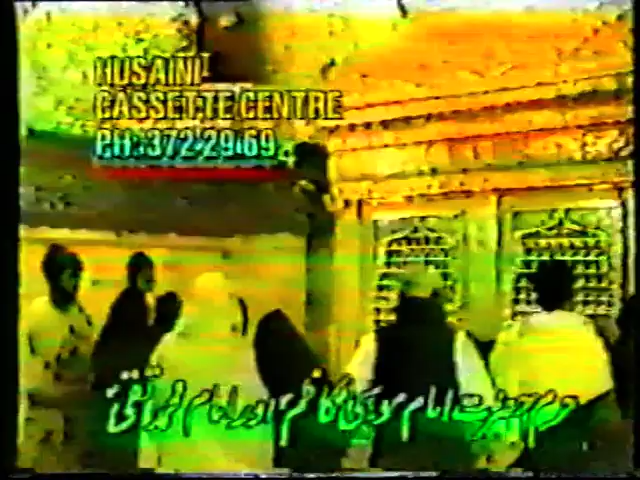 HUSAINI
CASSETTE CENTRE
PH: 372-29-69
حرم حضرت امام موسیٰ کاظمؑ اور امام محمد تقیؑ